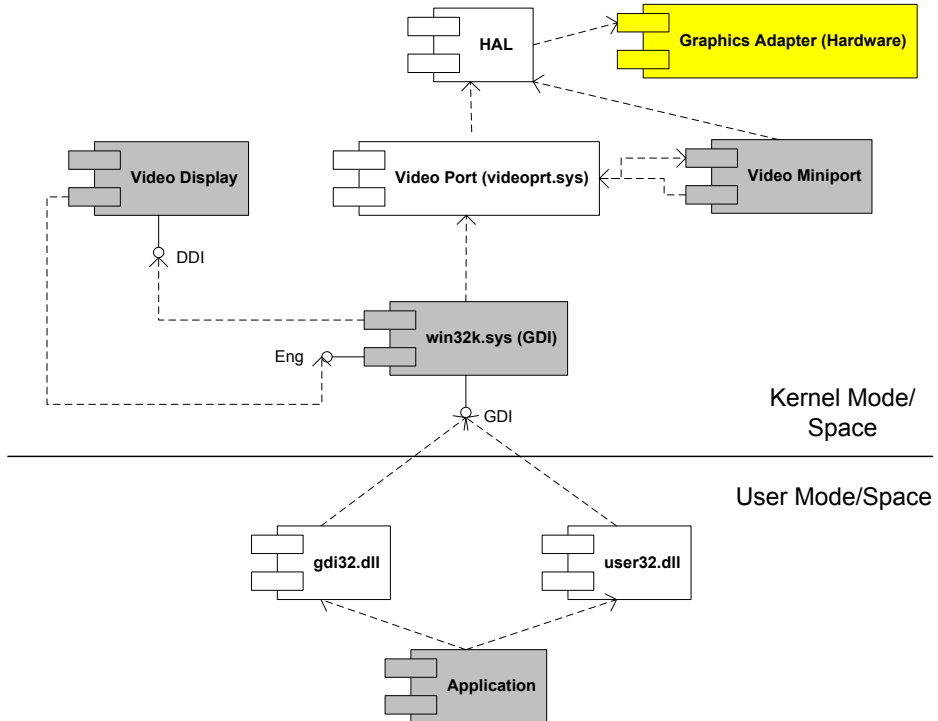 HAL
Graphics Adapter (Hardware)
Video Display
Video Port (videoprt.sys)
Video Miniport
DDI
win32k.sys (GDI)
Eng
GDI
Kernel Mode/
Space
User Mode/Space
gdi32.dll
user32.dll
Application